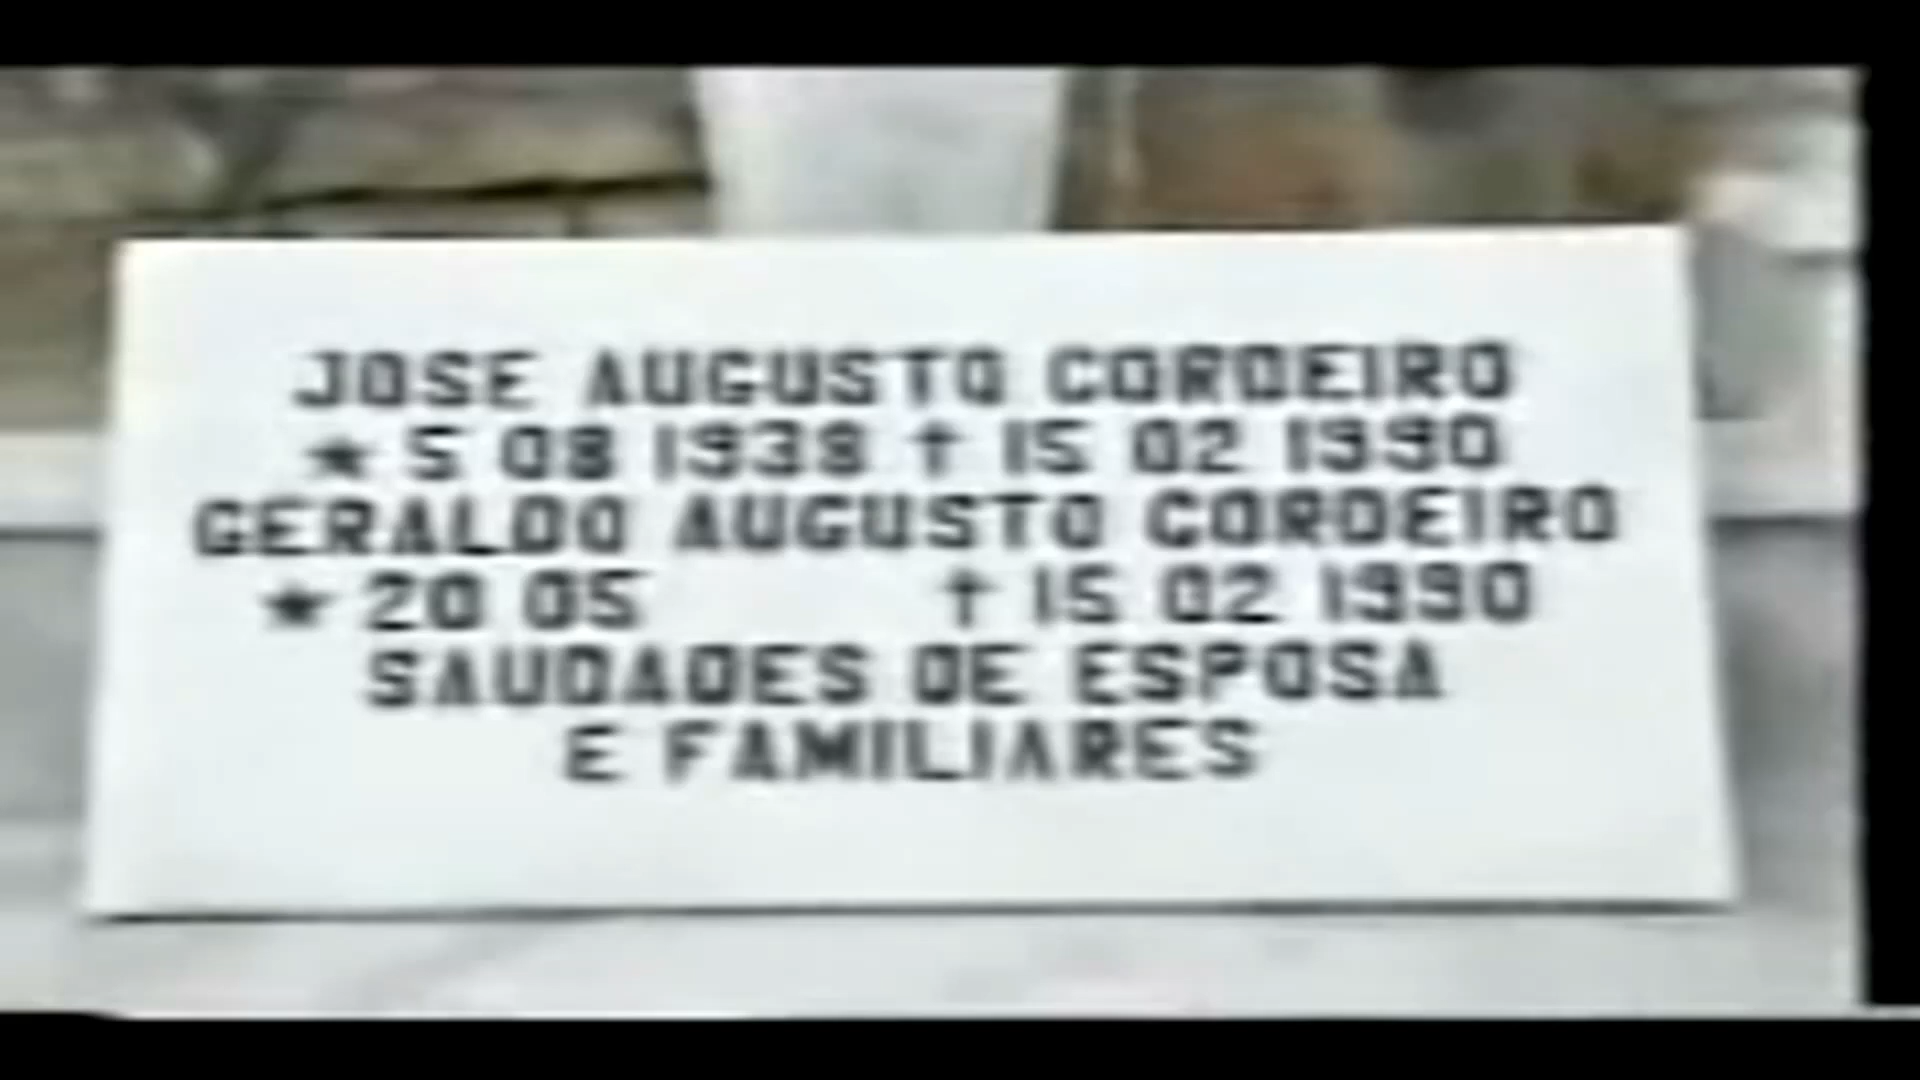 JOSE AUGUSTO CORDEIRO
★ 5 08 1938 † 15 02 1990
GERALDO AUGUSTO CORDEIRO
★ 20 05 † 15 02 1990
SAUDADES DE ESPOSA
E FAMILIARES